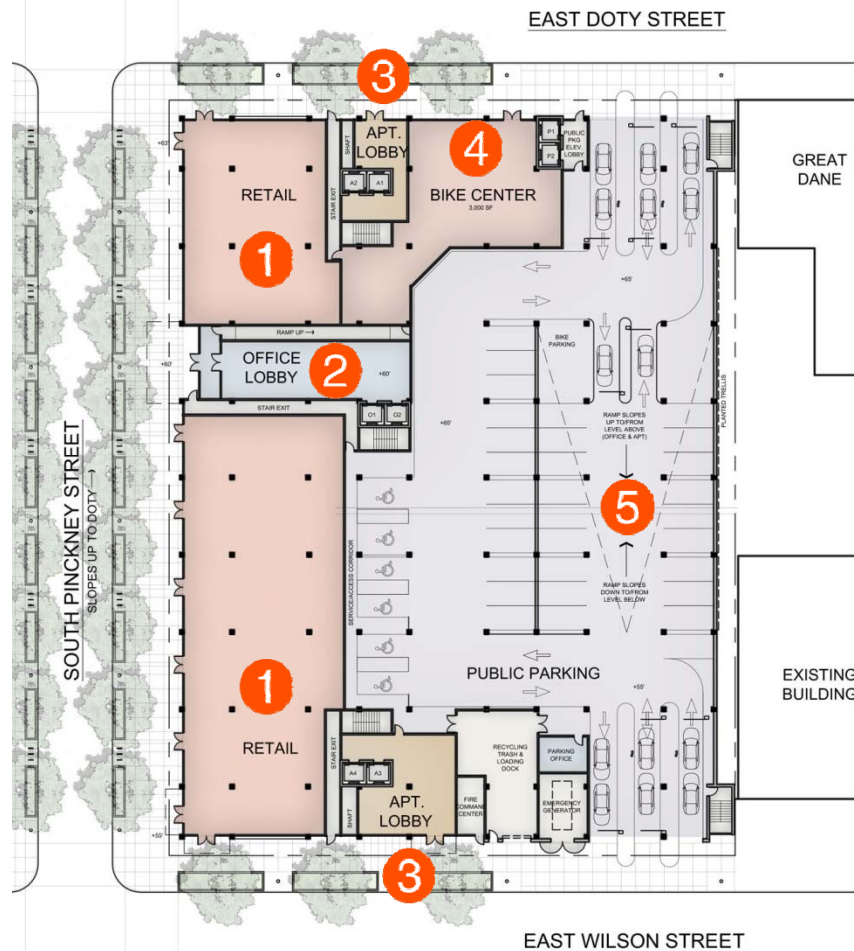 EAST DOTY STREET
3
APT.
LOBBY
SHAFT
A2
A1
STAIR EXIT
4
BIKE CENTER
3,000 SF
P1
P2
PUBLIC
PKG
ELEV.
LOBBY
GREAT
DANE
+63'
RETAIL
1
+65'
RAMP UP
OFFICE
LOBBY
2
+60'
+60'
STAIR EXIT
O1
O2
+65'
BIKE
PARKING
RAMP SLOPES
UP TO/FROM
LEVEL ABOVE
(OFFICE & APT)
5
RAMP SLOPES
DOWN TO/FROM
LEVEL BELOW
PLANTED TRELLIS
SOUTH PINCKNEY STREET
SLOPES UP TO DOTY
SERVICE/ACCESS CORRIDOR
1
RETAIL
PUBLIC PARKING
+55'
EXISTING
BUILDING
STAIR EXIT
A4
A3
SHAFT
APT.
LOBBY
FIRE
COMMAND
CENTER
RECYCLING
TRASH &
LOADING
DOCK
PARKING
OFFICE
EMERGENCY
GENERATOR
+55'
3
EAST WILSON STREET